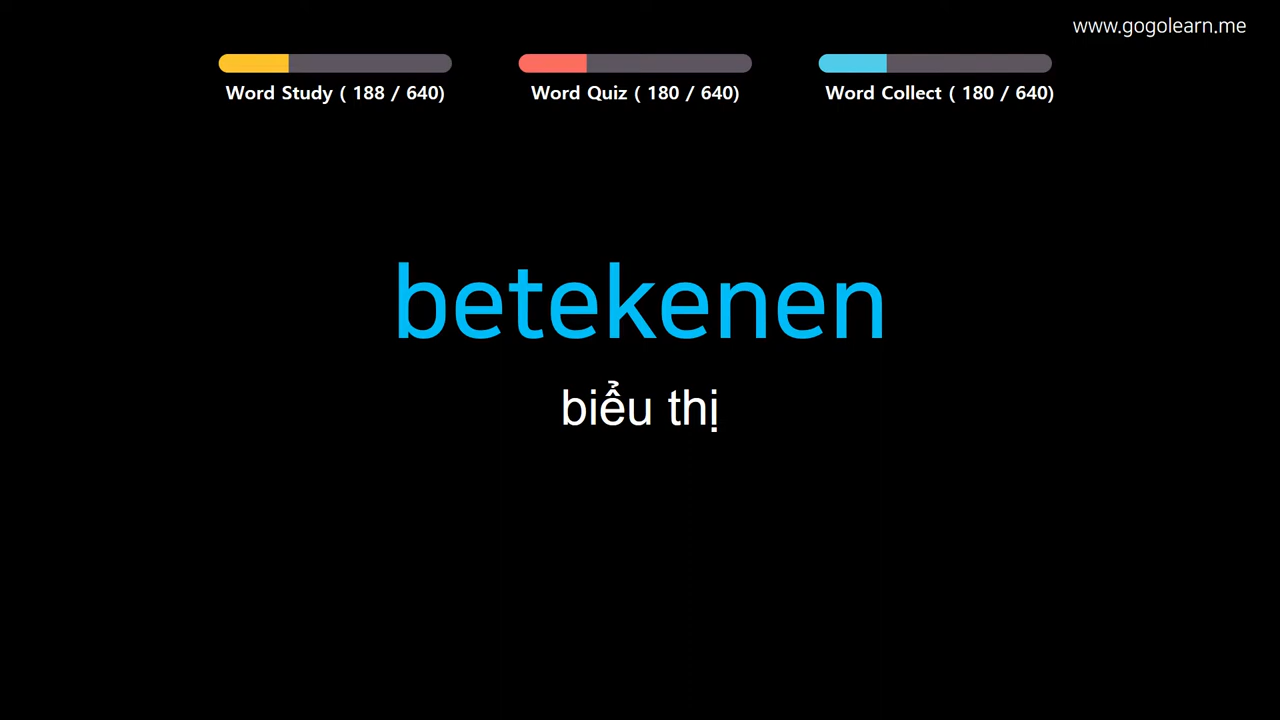 www.gogolearn.me
Word Study ( 188 / 640)
Word Quiz ( 180 / 640)
Word Collect ( 180 / 640)
betekenen
biểu thị